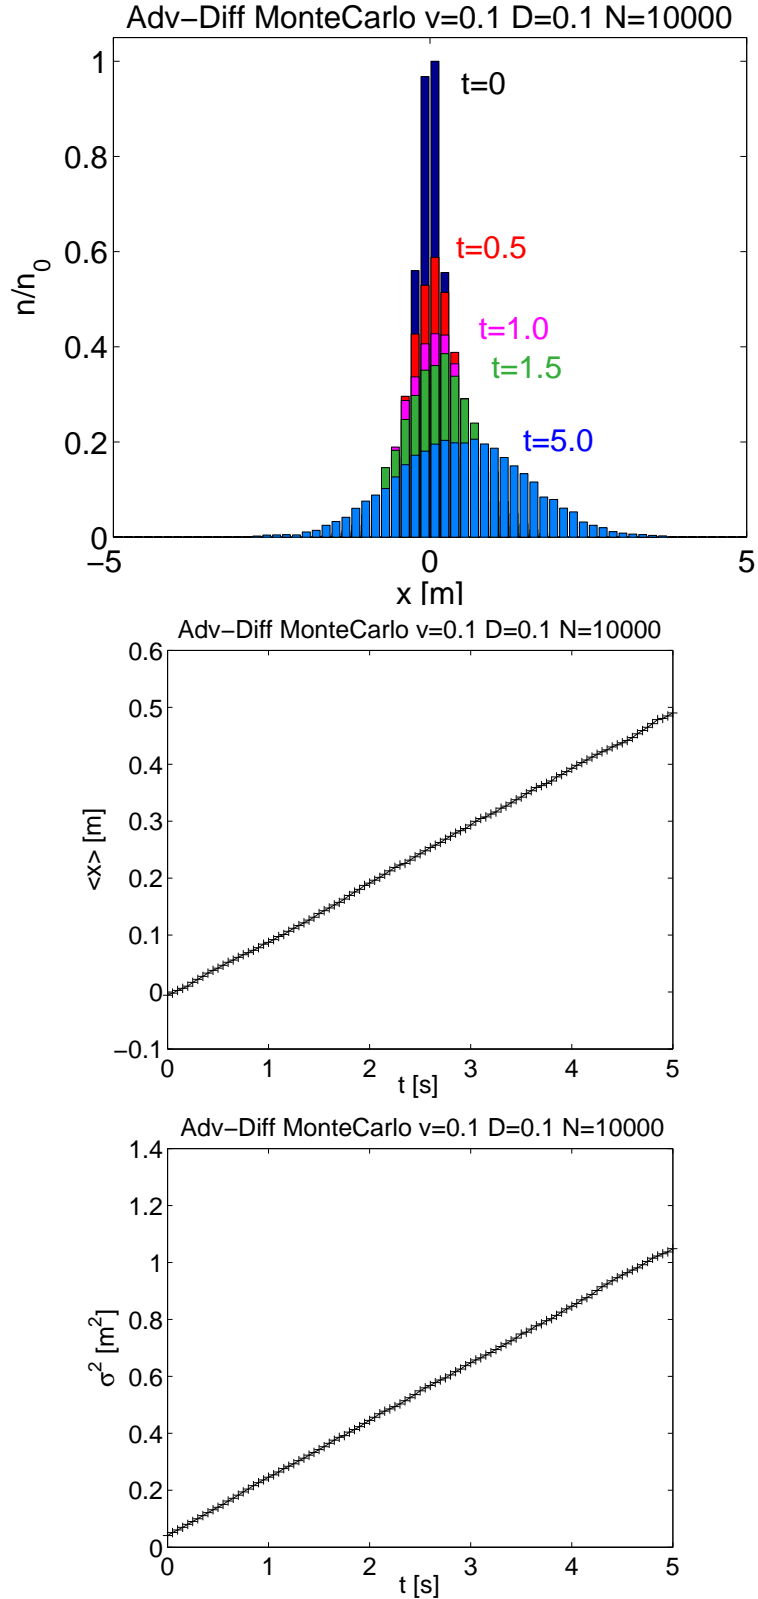 Adv−Diff MonteCarlo v=0.1 D=0.1 N=10000
1
t=0
0.8
t=0.5
0.6
n/n0
t=1.0
0.4
t=1.5
0.2
t=5.0
0
−5
0
5
x [m]
Adv−Diff MonteCarlo v=0.1 D=0.1 N=10000
0.6
0.5
0.4
0.3
<x> [m]
0.2
0.1
0
−0.1
0
1
2
3
4
5
t [s]
Adv−Diff MonteCarlo v=0.1 D=0.1 N=10000
1.4
1.2
1
0.8
σ² [m²]
0.6
0.4
0.2
0
0
1
2
3
4
5
t [s]